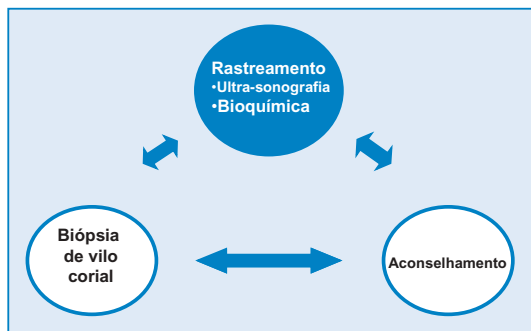 Rastreamento
•Ultra-sonografia
•Bioquímica
Biópsia
de vilo
corial
Aconselhamento